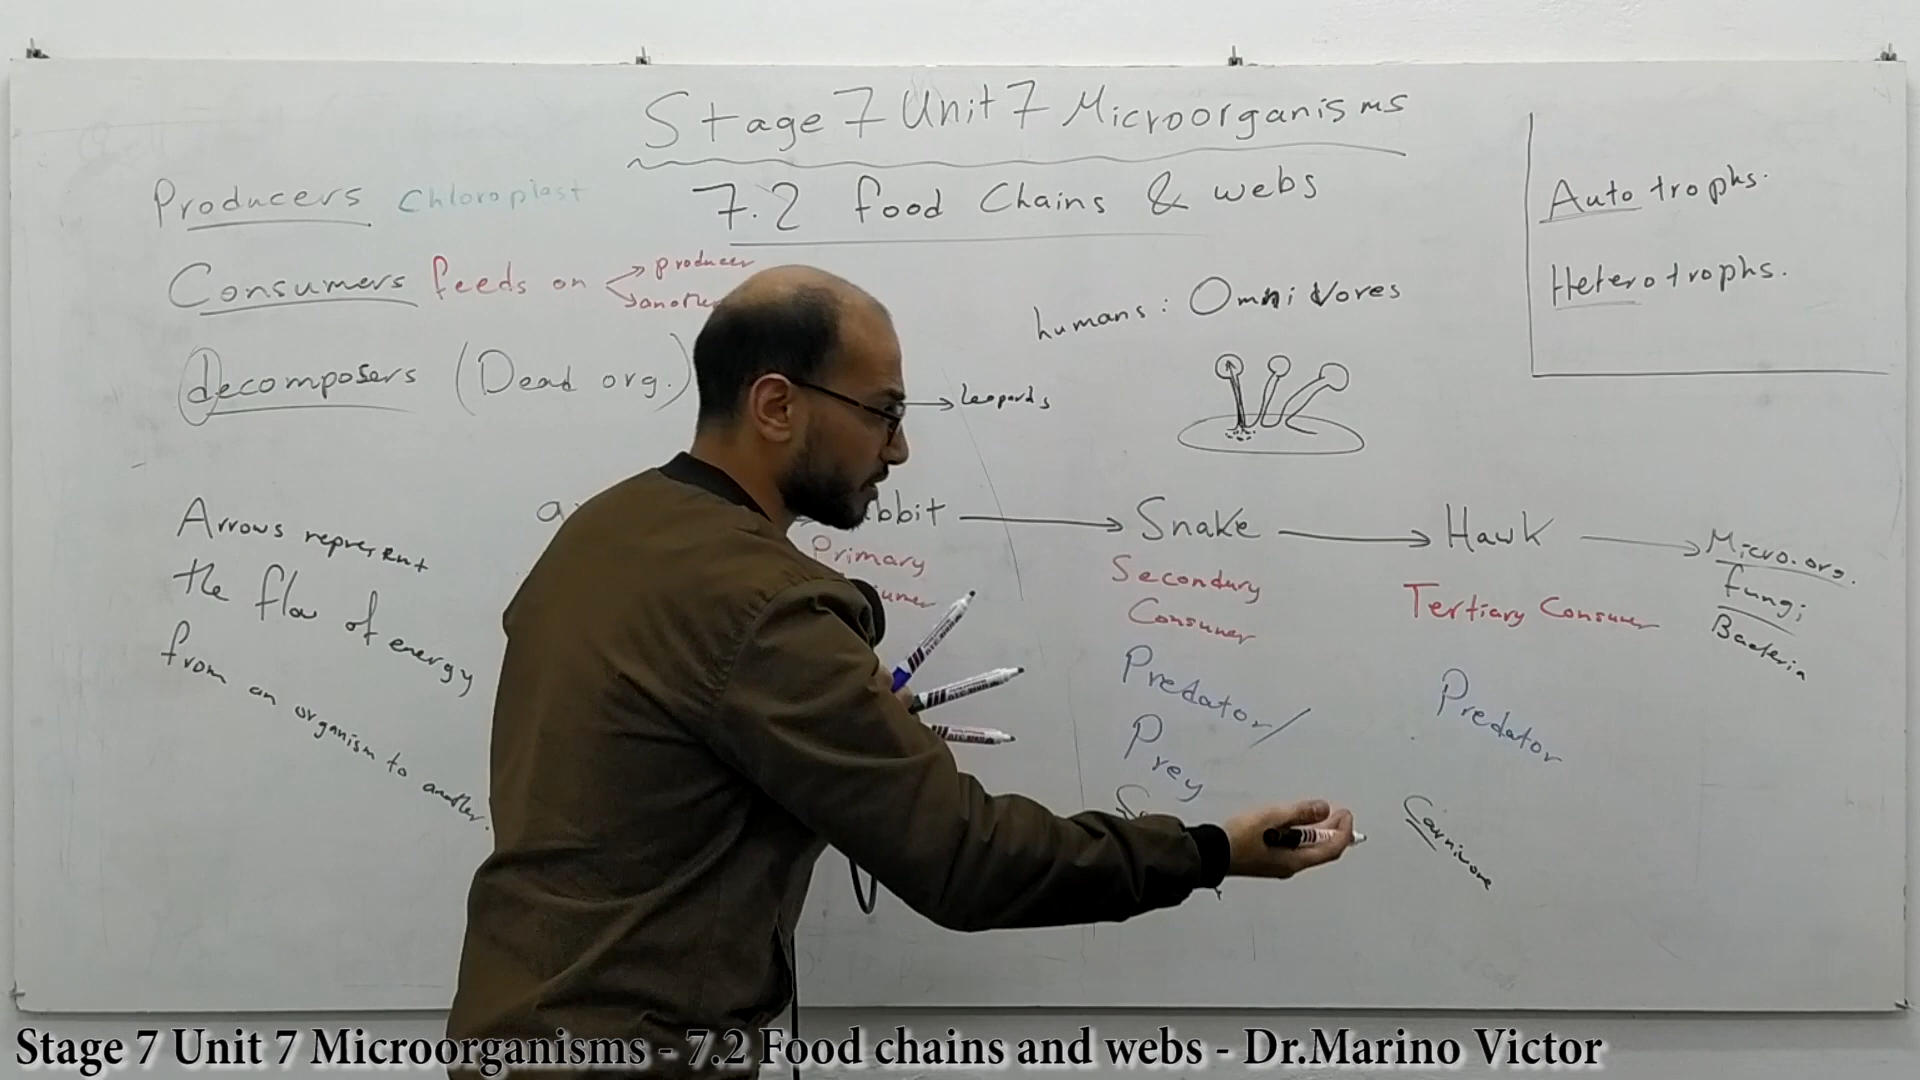 Stage 7 Unit 7 Microorganisms
7.2 food Chains & webs
Producers Chloroplast
Consumers feeds on
producer
decomposers (Dead org.)
Leopards
humans: Omnivores
Autotrophs.
Heterotrophs.
Arrows represent
the flow of energy
from an organism to
another.
Snake
Hawk
Micro.org.
fungi
Bacteria
Primary
Secondary
Consumer
Tertiary Consumer
Predator/
Prey
Predator
Carnivore
Stage 7 Unit 7 Microorganisms - 7.2 Food chains and webs - Dr.Marino Victor